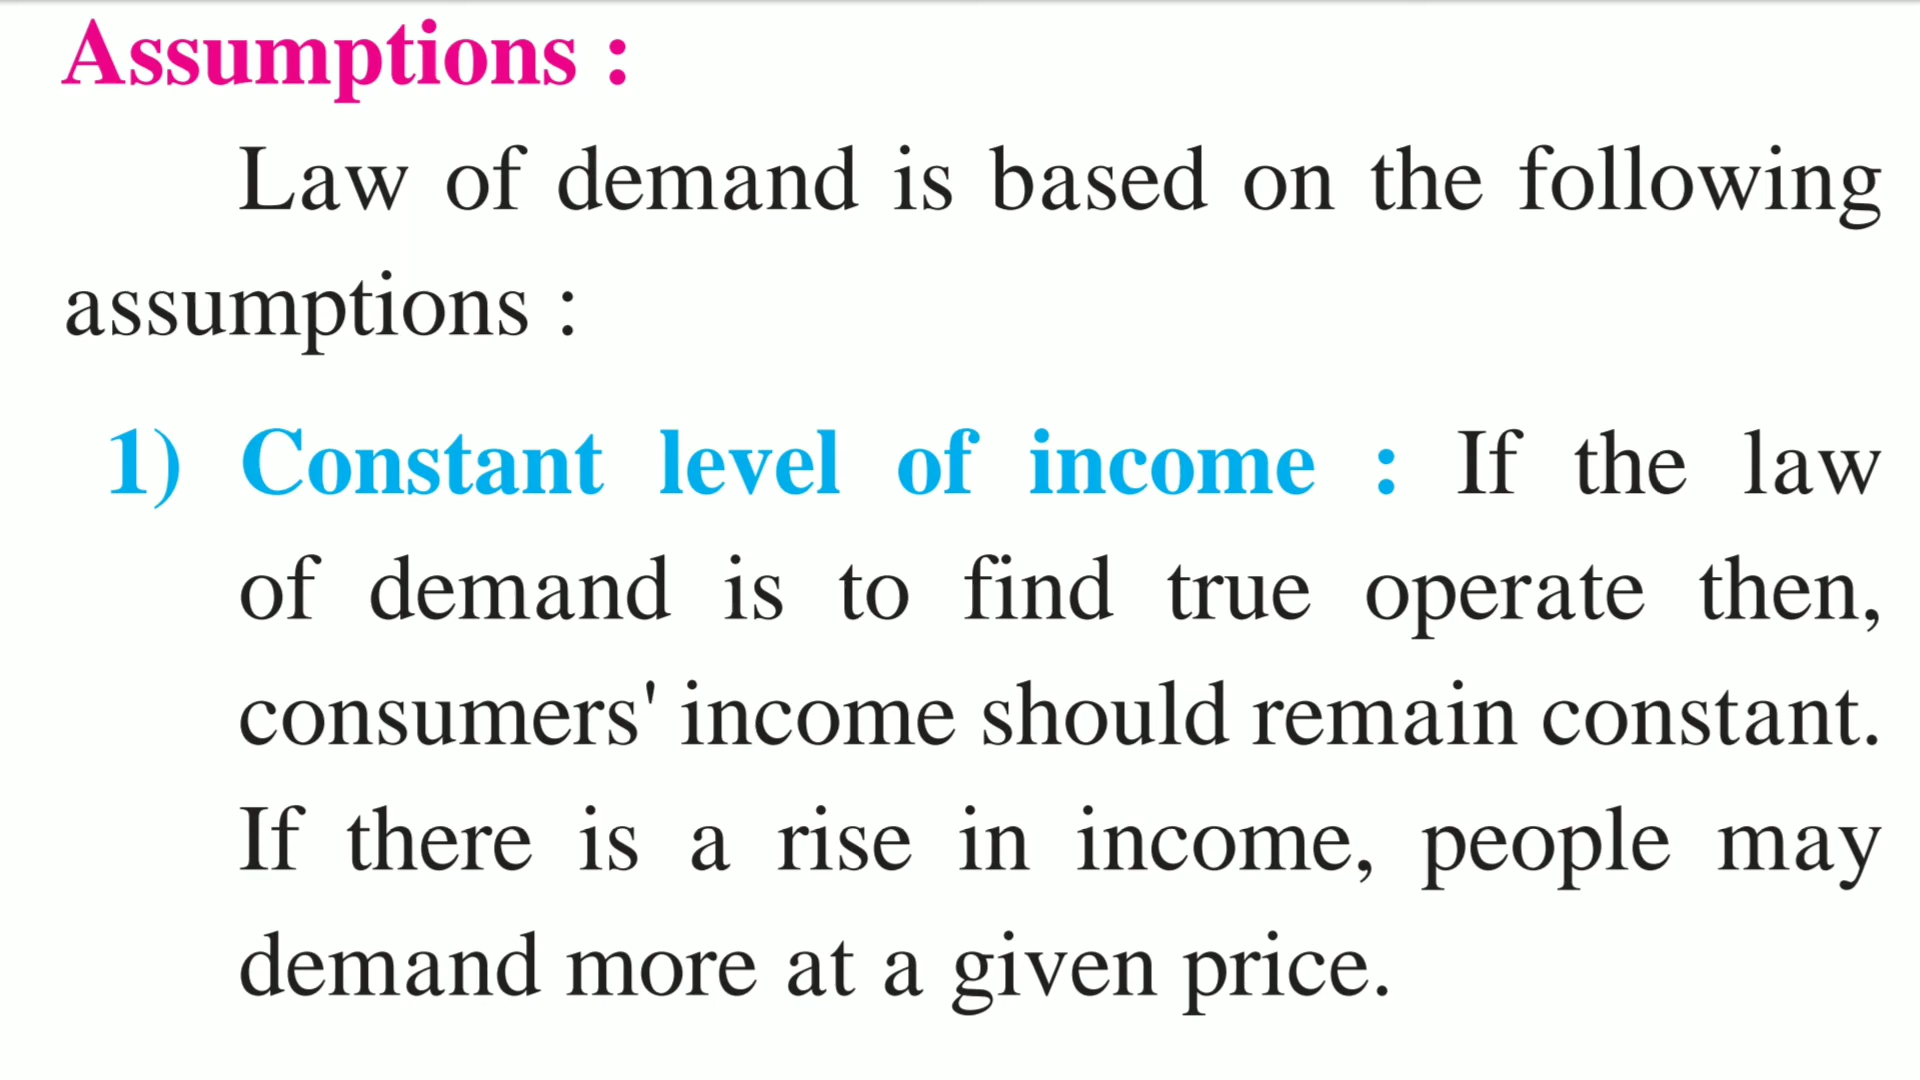 Assumptions :
Law of demand is based on the following
assumptions :
1) Constant level of income : If the law
of demand is to find true operate then,
consumers' income should remain constant.
If there is a rise in income, people may
demand more at a given price.